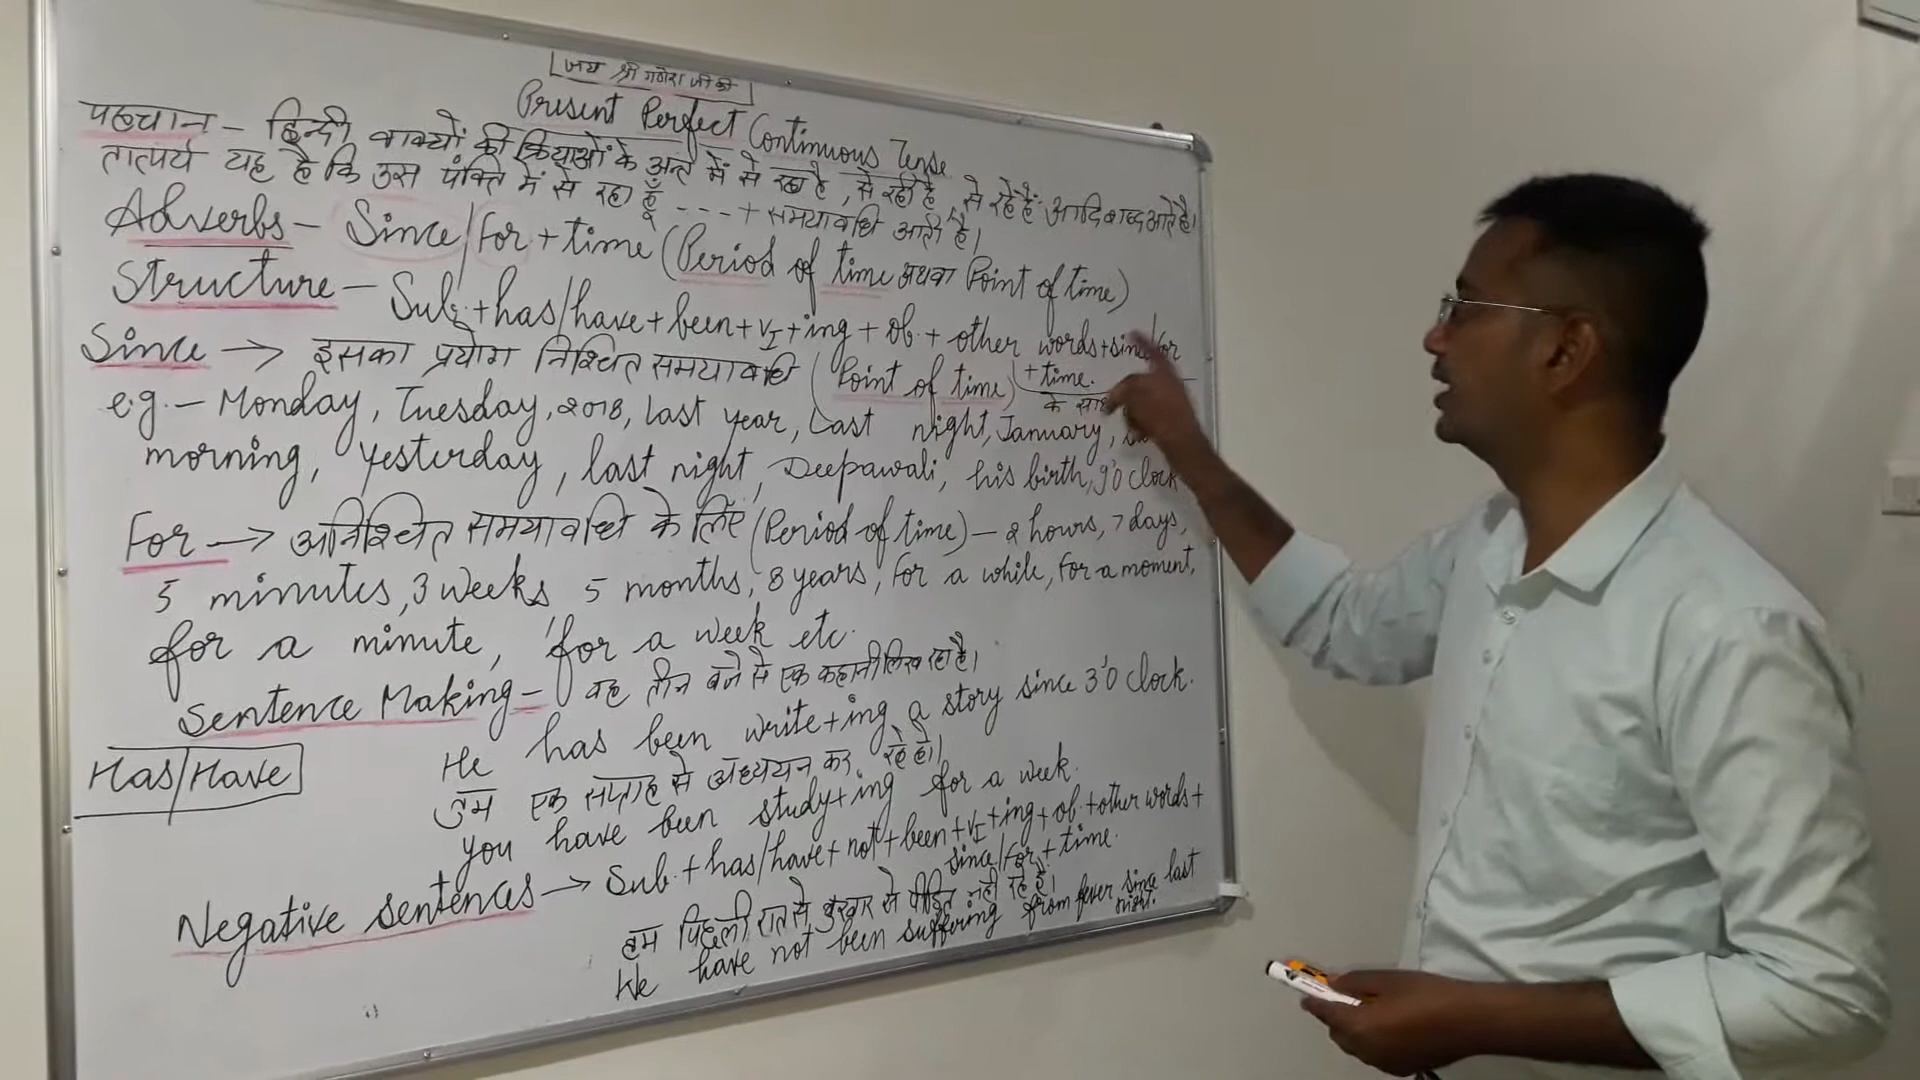 जय श्री गणेश जी की
Present Perfect Continuous Tense
पहचान - हिन्दी वाक्यों की क्रियाओं के अन्त में से रहा है, से रही है, से रहे हैं आदि शब्द आते है।
तात्पर्य यह है कि उस पंक्ति में से रहा हूँ ---+ समयावधि आती है।
Adverbs - Since/For + time (Period of time अथवा Point of time)
Structure - Sub.+has/have+been+v₁+ing+ob.+other words+since/for
+time.
Since → इसका प्रयोग निश्चित समयावधि (Point of time) के साथ
e.g.- Monday, Tuesday, 2018, last year, Last night, January,
morning, yesterday, last night, Deepawali, his birth, 9'0 clock
For → अनिश्चित समयावधि के लिए (Period of time) - 2 hours, 7 days,
5 minutes, 3 weeks 5 months, 8 years, for a while, for a moment,
for a minute, for a week etc.
Sentence Making - वह तीन बजे से एक कहानी लिख रहा है।
He has been write+ing a story since 3'0 clock.
Has/Have
तुम एक सप्ताह से अध्ययन कर रहे हो।
you have been study+ing for a week.
Negative sentences → Sub.+has/have+not+been+v₁+ing+ob.+other words+
since/for+time.
हम पिछली रात से बुखार से पीड़ित नही रहे है।
We have not been suffering from fever since last
night.